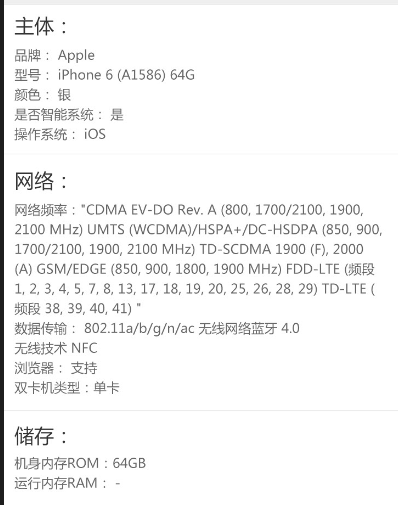 主体：
品牌： Apple
型号： iPhone 6 (A1586) 64G
颜色： 银
是否智能系统： 是
操作系统： iOS
网络：
网络频率："CDMA EV-DO Rev. A (800, 1700/2100, 1900,
2100 MHz) UMTS (WCDMA)/HSPA+/DC-HSDPA (850, 900,
1700/2100, 1900, 2100 MHz) TD-SCDMA 1900 (F), 2000
(A) GSM/EDGE (850, 900, 1800, 1900 MHz) FDD-LTE (频段
1, 2, 3, 4, 5, 7, 8, 13, 17, 18, 19, 20, 25, 26, 28, 29) TD-LTE (
频段 38, 39, 40, 41) "
数据传输： 802.11a/b/g/n/ac 无线网络蓝牙 4.0
无线技术 NFC
浏览器： 支持
双卡机类型：单卡
储存：
机身内存ROM：64GB
运行内存RAM： -